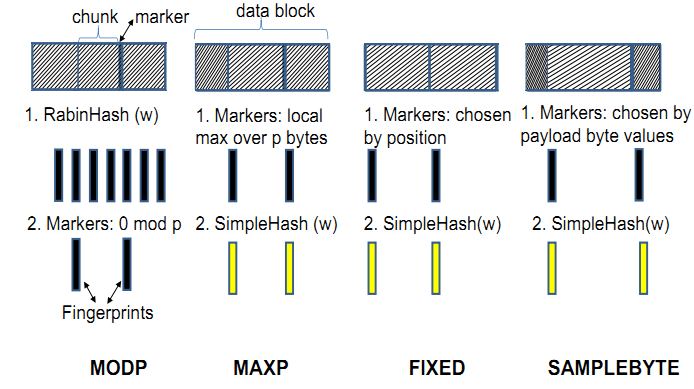 chunk marker
data block
1. RabinHash (w)
1. Markers: local
max over p bytes
1. Markers: chosen
by position
1. Markers: chosen by
payload byte values
2. Markers: 0 mod p
2. SimpleHash (w)
2. SimpleHash(w)
2. SimpleHash(w)
Fingerprints
MODP
MAXP
FIXED
SAMPLEBYTE